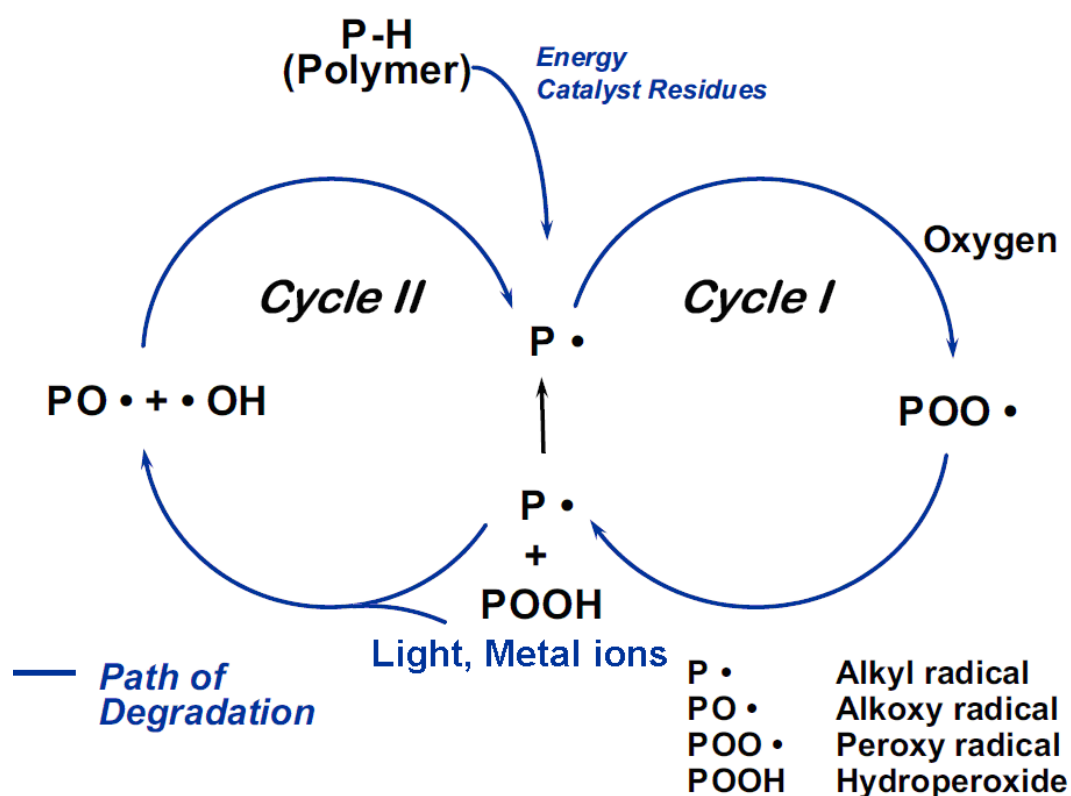 P-H
(Polymer)
Energy
Catalyst Residues
Oxygen
Cycle II
Cycle I
P •
PO • + • OH
POO •
P •
+
POOH
Light, Metal ions
Path of
Degradation
P • Alkyl radical
PO • Alkoxy radical
POO • Peroxy radical
POOH Hydroperoxide